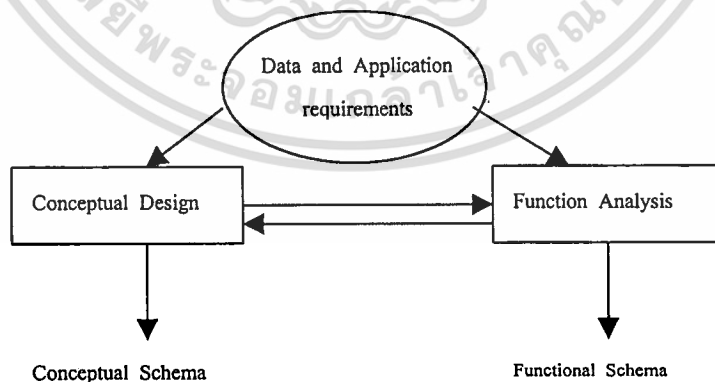 Data and Application
requirements
Conceptual Design
Function Analysis
Conceptual Schema
Functional Schema